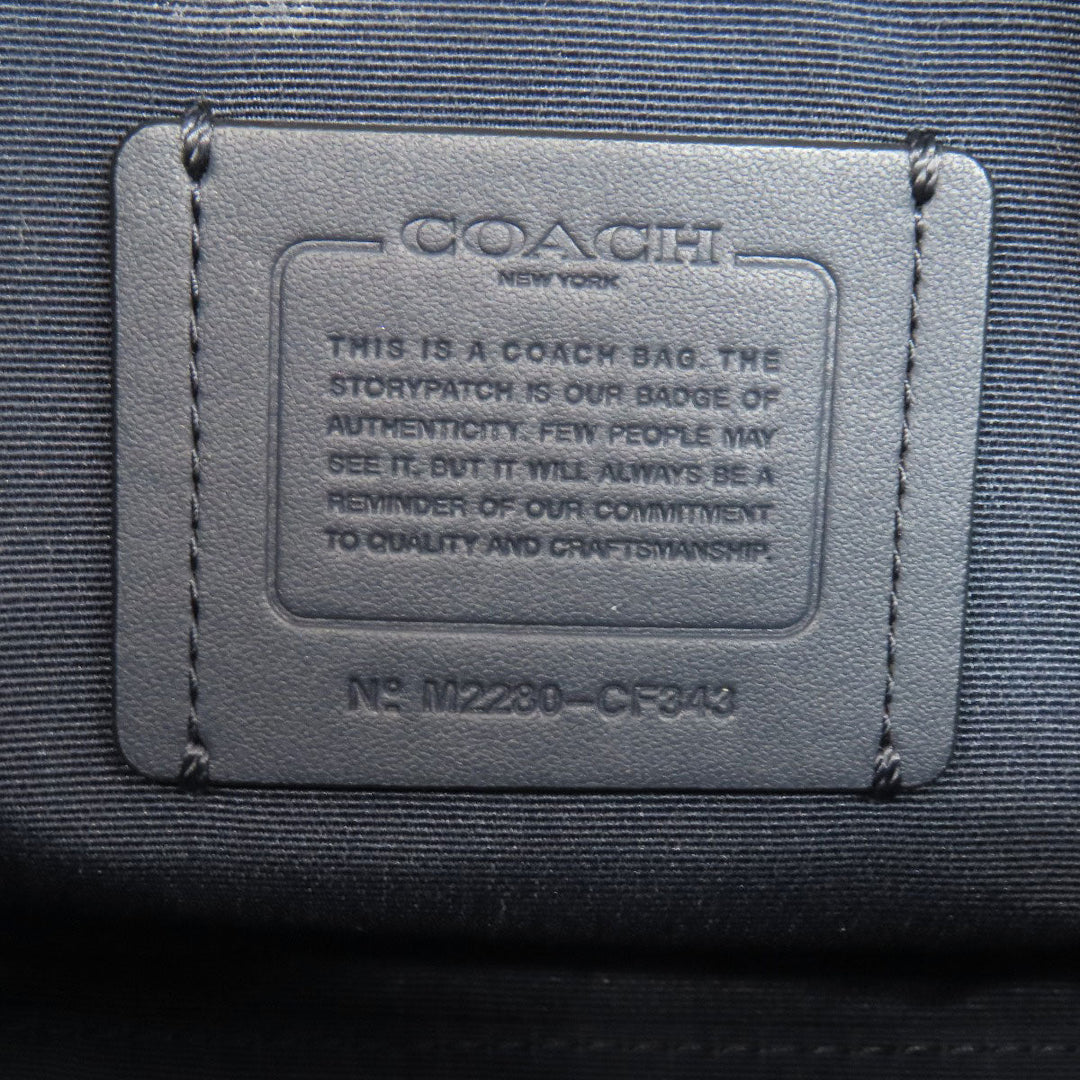 COACH
NEW YORK
THIS IS A COACH BAG. THE
STORYPATCH IS OUR BADGE OF
AUTHENTICITY. FEW PEOPLE MAY
SEE IT. BUT IT WILL ALWAYS BE A
REMINDER OF OUR COMMITMENT
TO QUALITY AND CRAFTSMANSHIP.
Nº M2280-CF343